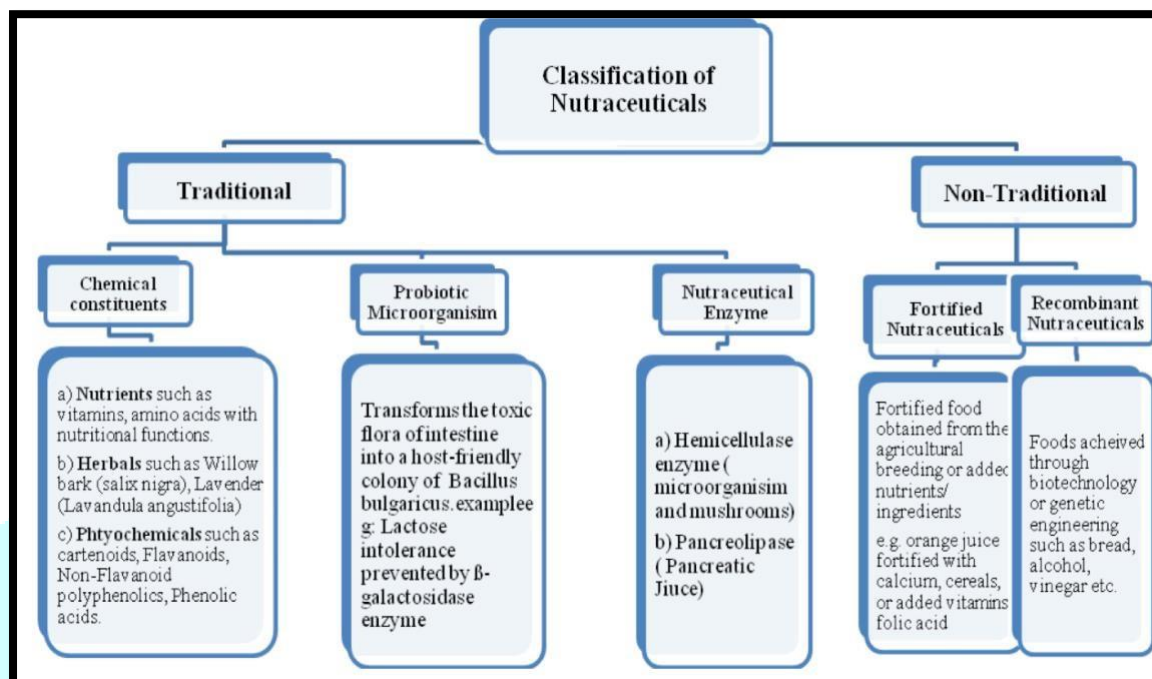 Classification of
Nutraceuticals
Traditional
Non-Traditional
Chemical
constituents
Probiotic
Microorganisim
Nutraceutical
Enzyme
Fortified
Nutraceuticals
Recombinant
Nutraceuticals
a) Nutrients such as
vitamins, amino acids with
nutritional functions.
b) Herbals such as Willow
bark (salix nigra), Lavender
(Lavandula angustifolia)
c) Phtyochemicals such as
cartenoids, Flavanoids,
Non-Flavanoid
polyphenolics, Phenolic
acids.
Transforms the toxic
flora of intestine
into a host-friendly
colony of Bacillus
bulgaricus.examplee
g: Lactose
intolerance
prevented by ß-
galactosidase
enzyme
a) Hemicellulase
enzyme (
microorganisim
and mushrooms)
b) Pancreolipase
( Pancreatic
Jiuce)
Fortified food
obtained from the
agricultural
breeding or added
nutrients/
ingredients
e.g. orange juice
fortified with
calcium, cereals,
or added vitamins
folic acid
Foods acheived
through
biotechnology
or genetic
engineering
such as bread,
alcohol,
vinegar etc.